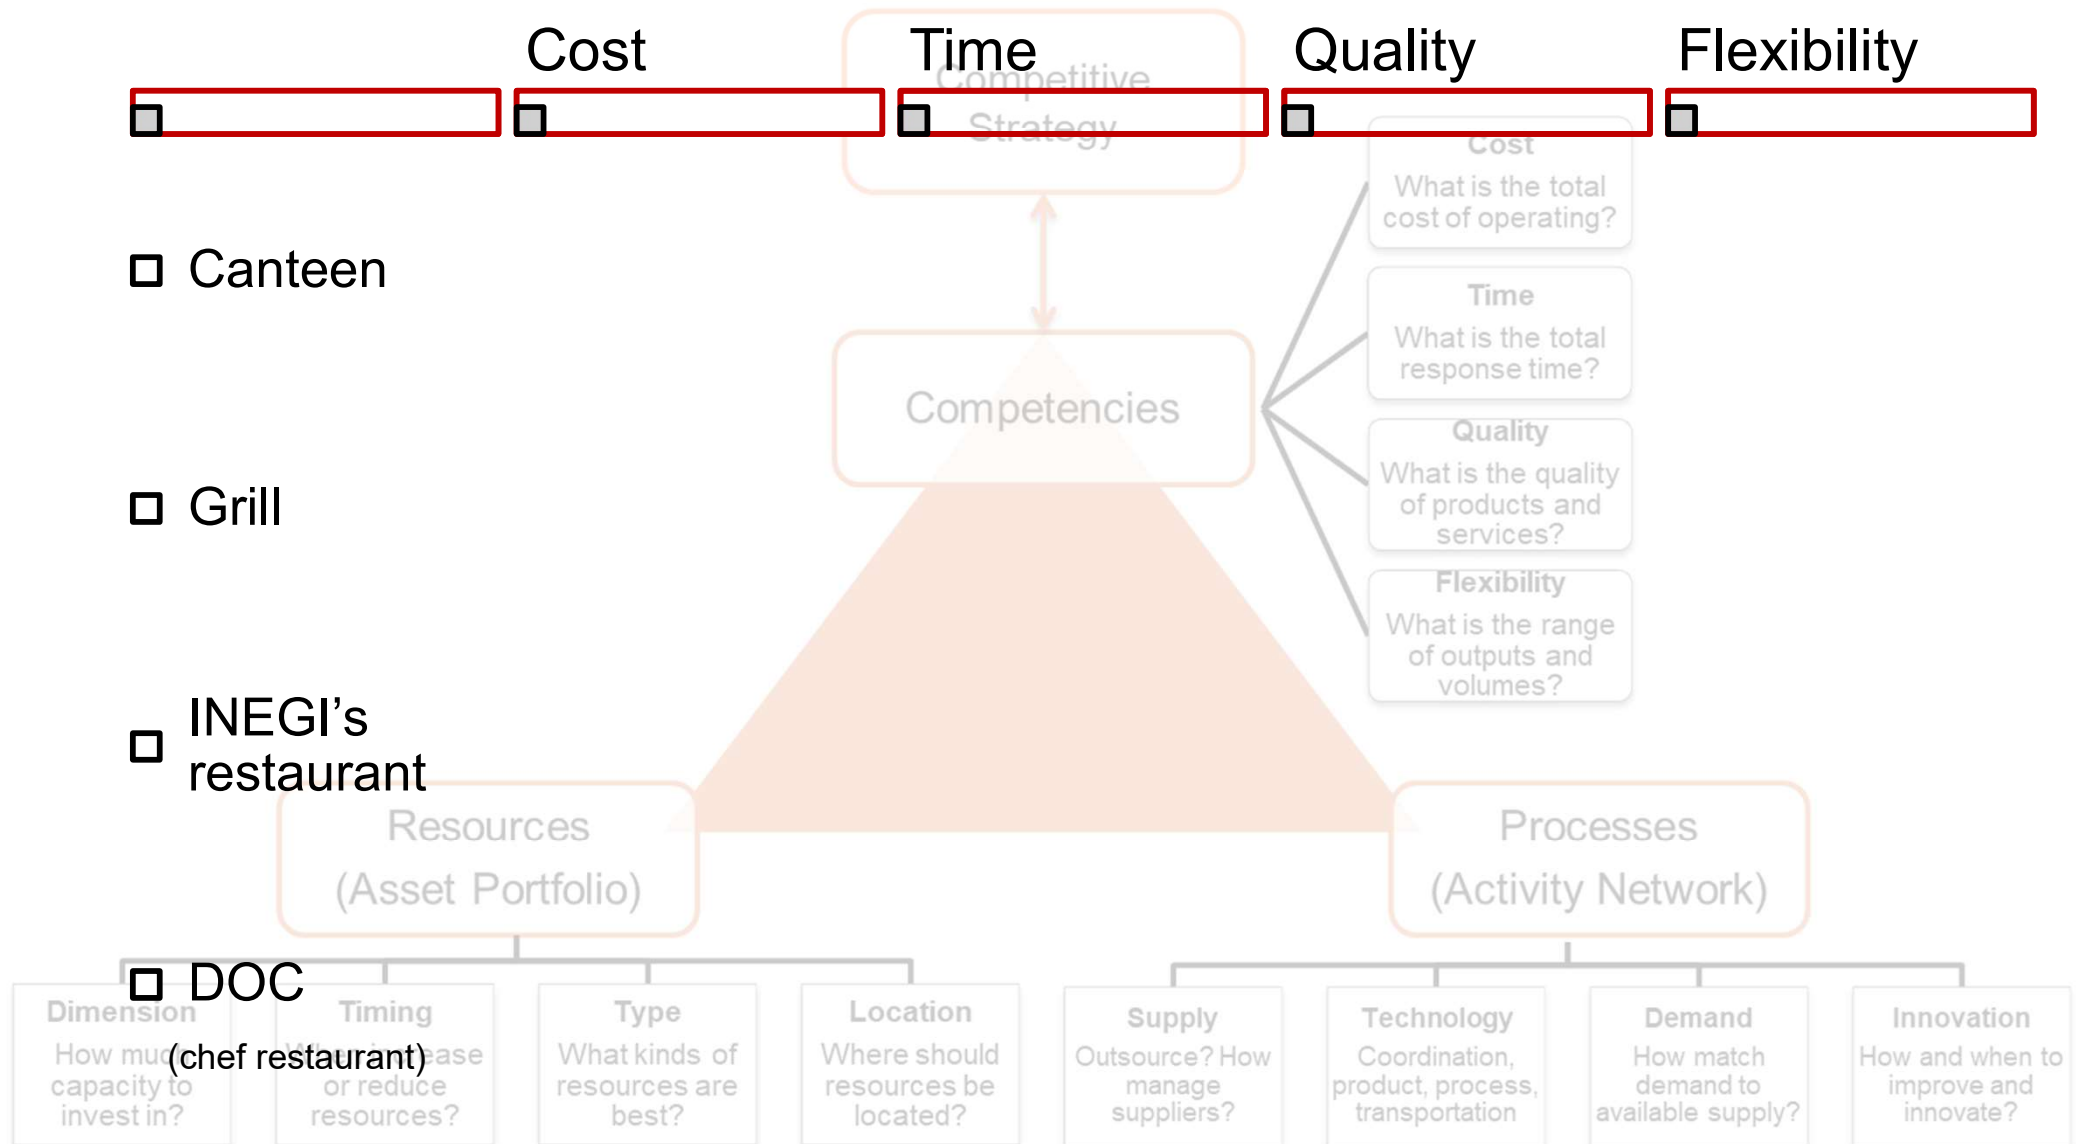 Cost
Time
Quality
Flexibility
Canteen
Grill
INEGI's
restaurant
DOC
(chef restaurant)
Competitive
Strategy
Competencies
Cost
What is the total
cost of operating?
Time
What is the total
response time?
Quality
What is the quality
of products and
services?
Flexibility
What is the range
of outputs and
volumes?
Resources
(Asset Portfolio)
Processes
(Activity Network)
Dimension
How much
capacity to
invest in?
Timing
When increase
or reduce
resources?
Type
What kinds of
resources are
best?
Location
Where should
resources be
located?
Supply
Outsource? How
manage
suppliers?
Technology
Coordination,
product, process,
transportation
Demand
How match
demand to
available supply?
Innovation
How and when to
improve and
innovate?